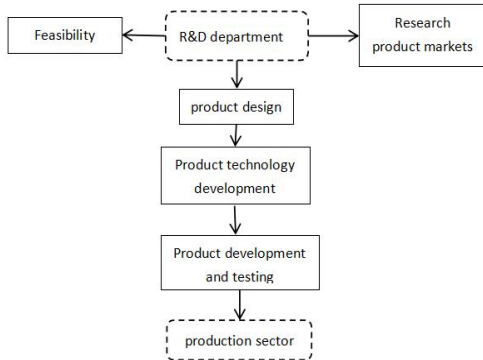 Feasibility
R&D department
Research
product markets
product design
Product technology
development
Product development
and testing
production sector